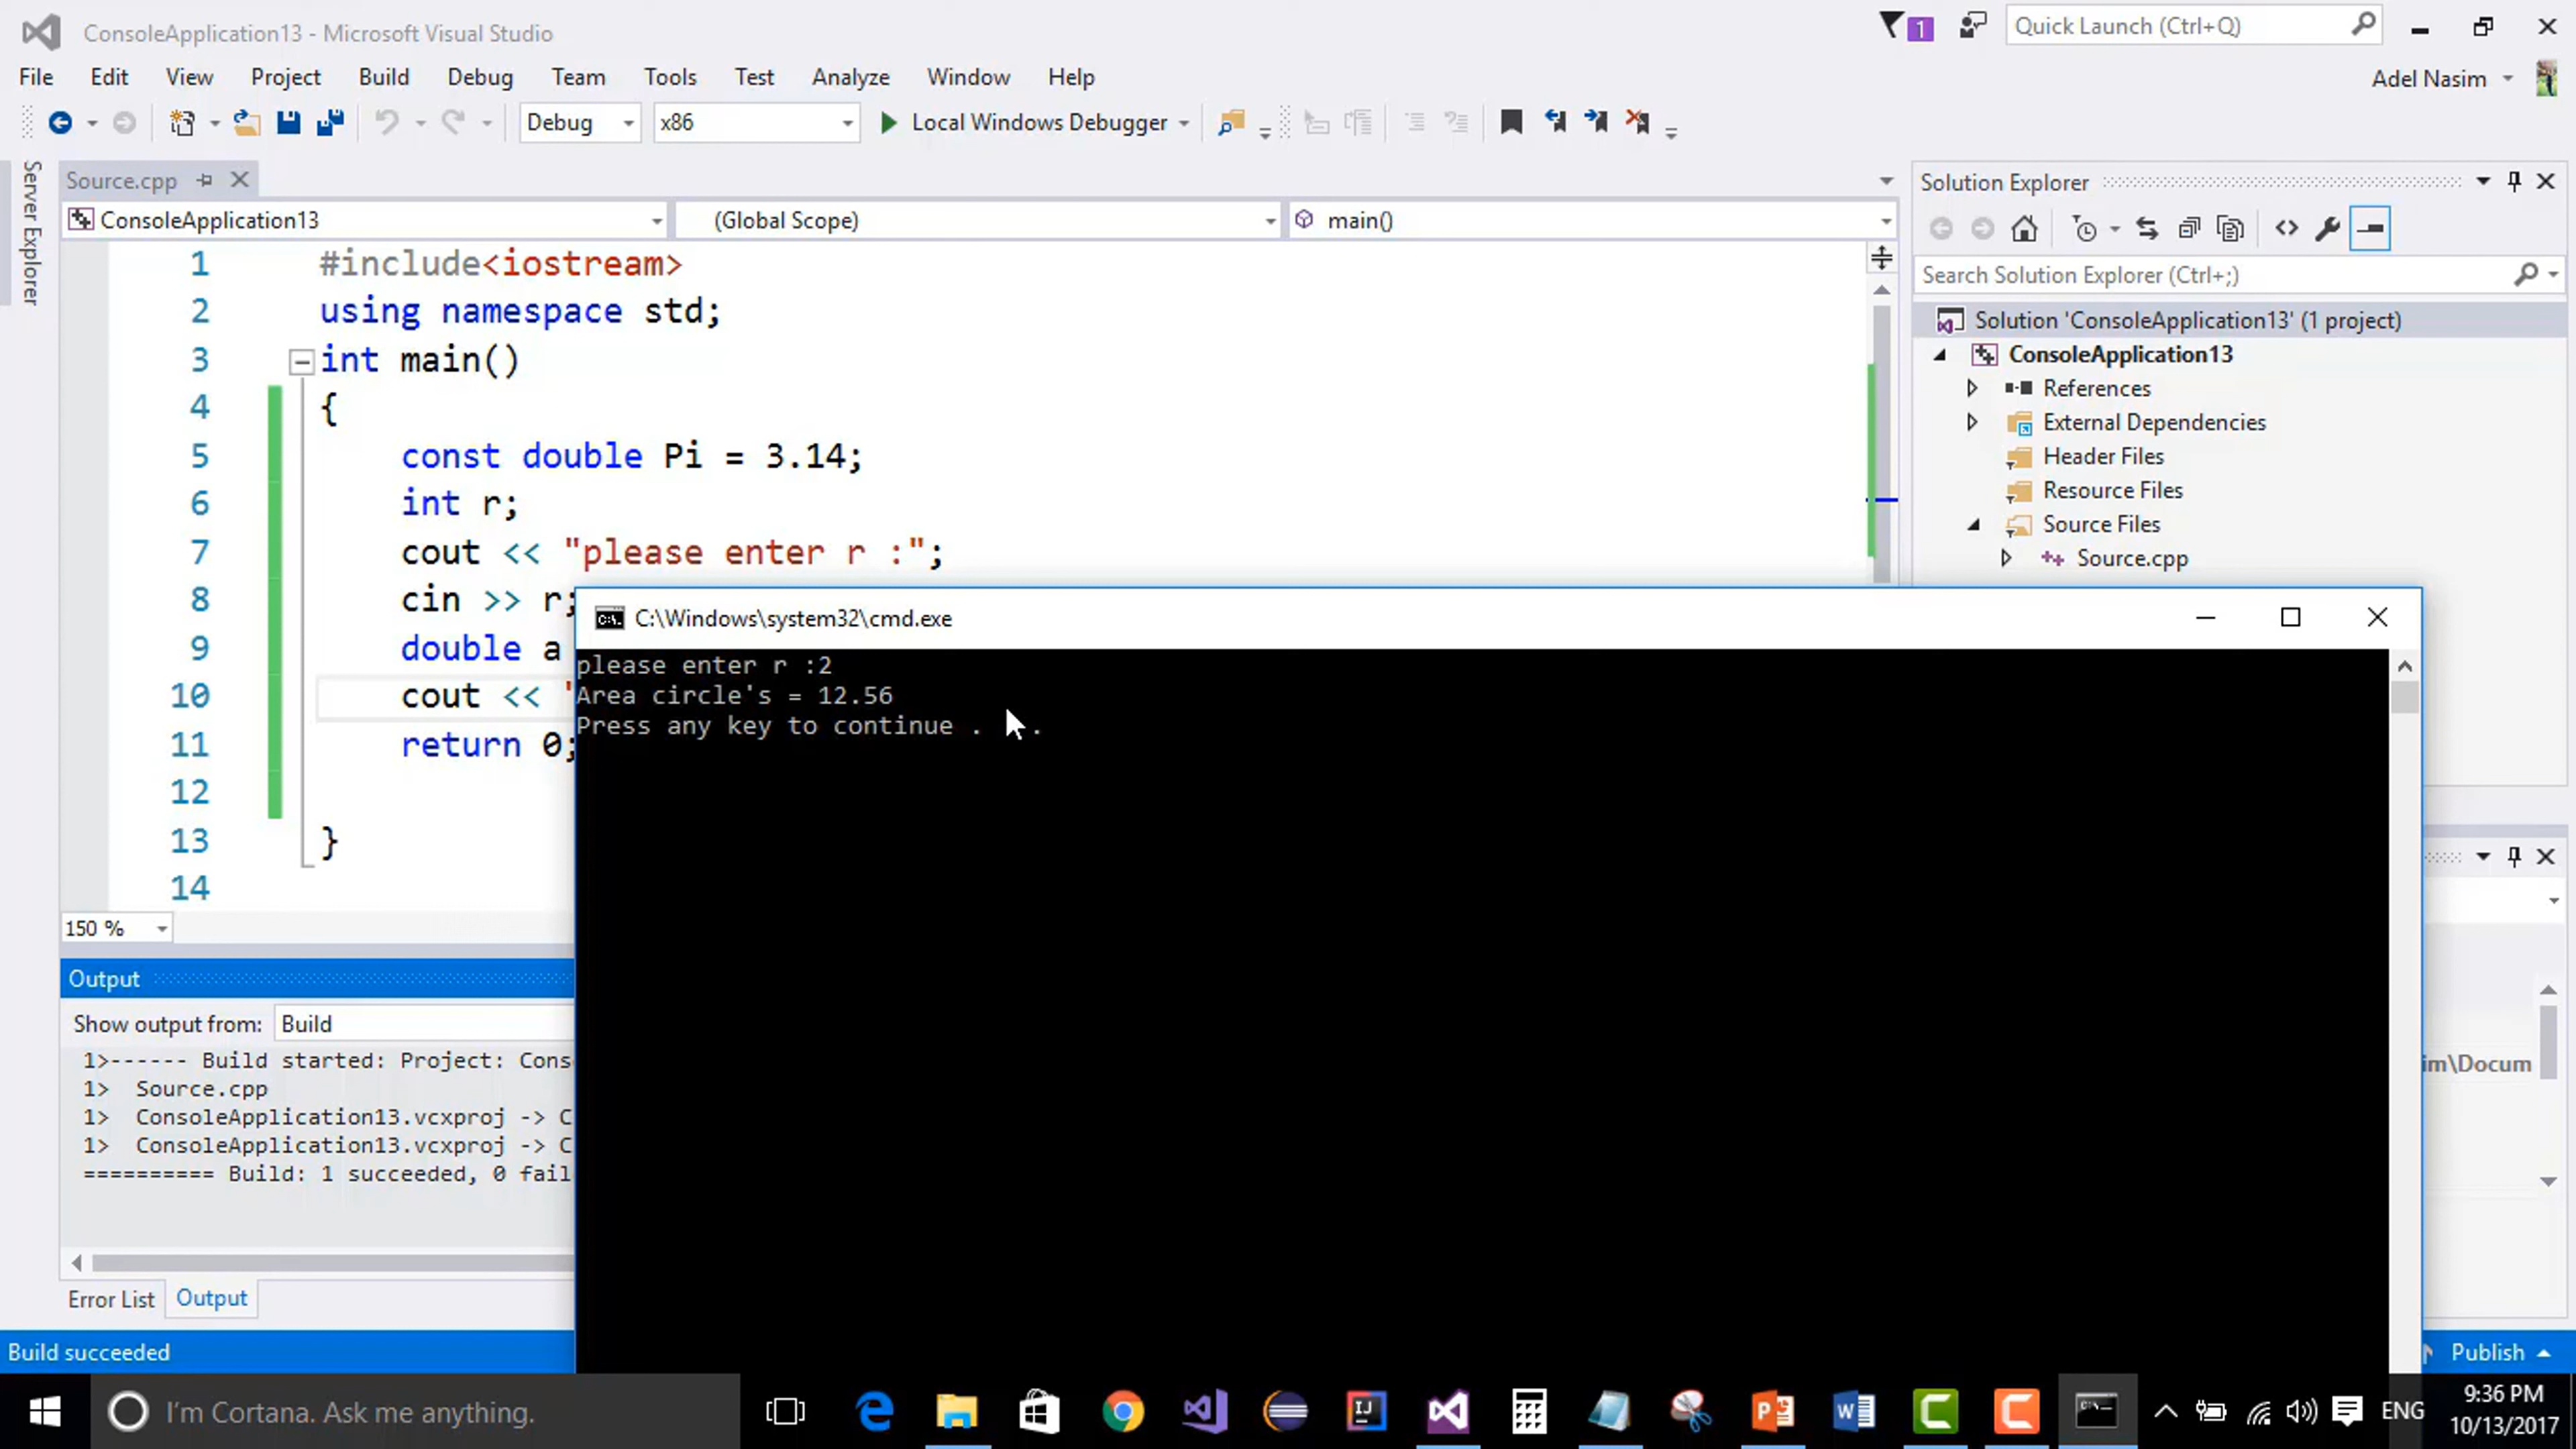 ConsoleApplication13 - Microsoft Visual Studio
1
Quick Launch (Ctrl+Q)
File Edit View Project Build Debug Team Tools Test Analyze Window Help
Adel Nasim
Debug x86 Local Windows Debugger
Server Explorer
Source.cpp
ConsoleApplication13 (Global Scope) main()
1 #include<iostream>
2 using namespace std;
3 int main()
4 {
5 const double Pi = 3.14;
6 int r;
7 cout << "please enter r :";
8 cin >> r;
9 double a
10 cout << "
11 return 0;
12
13 }
14
150 %
Solution Explorer
Search Solution Explorer (Ctrl+;)
Solution 'ConsoleApplication13' (1 project)
ConsoleApplication13
References
External Dependencies
Header Files
Resource Files
Source Files
Source.cpp
C:\Windows\system32\cmd.exe
please enter r :2
Area circle's = 12.56
Press any key to continue . .
Output
Show output from: Build
1>------ Build started: Project: Cons
1> Source.cpp
1> ConsoleApplication13.vcxproj -> C
1> ConsoleApplication13.vcxproj -> C
========== Build: 1 succeeded, 0 fail
im\Docum
Error List Output
Build succeeded
Publish
I'm Cortana. Ask me anything.
ENG
9:36 PM
10/13/2017